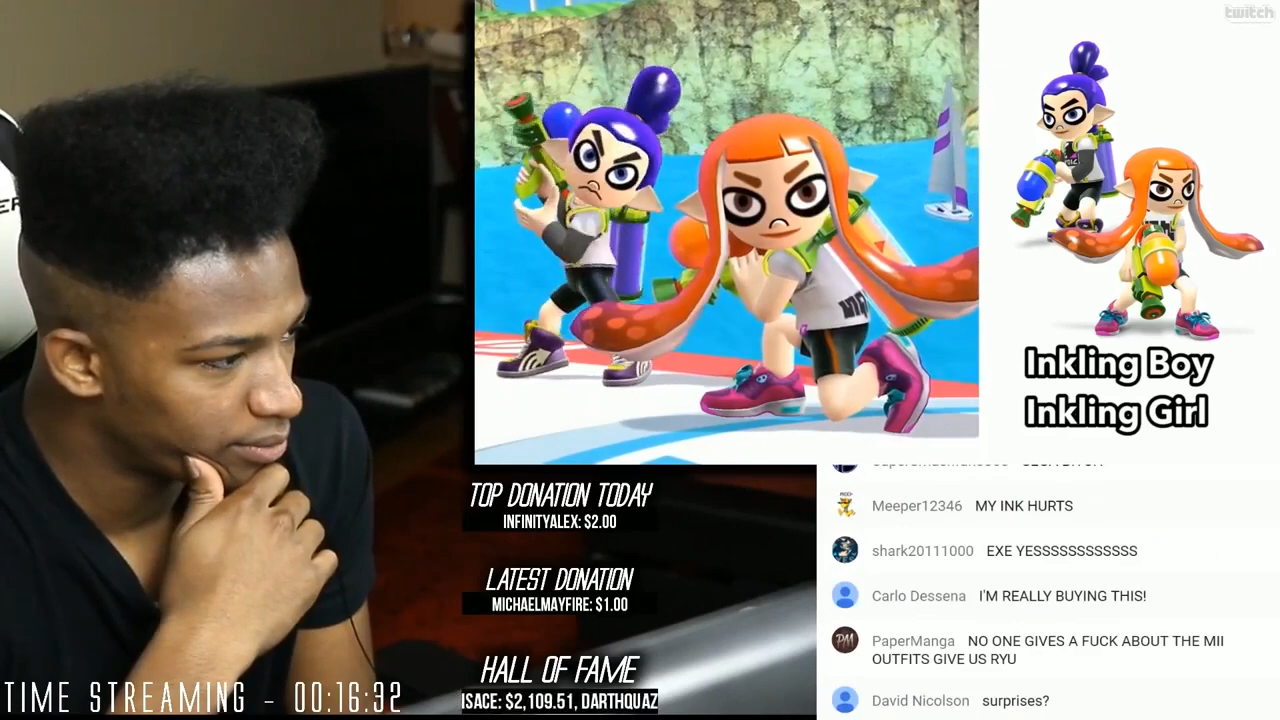 twitch
Inkling Boy
Inkling Girl
TOP DONATION TODAY
INFINITYALEX: $2.00
LATEST DONATION
MICHAELMAYFIRE: $1.00
HALL OF FAME
ISACE: $2,109.51, DARTHQUAZ
TIME STREAMING - 00:16:32
Meeper12346 MY INK HURTS
shark20111000 EXE YESSSSSSSSSSSS
Carlo Dessena I'M REALLY BUYING THIS!
PaperManga NO ONE GIVES A FUCK ABOUT THE MII
OUTFITS GIVE US RYU
David Nicolson surprises?